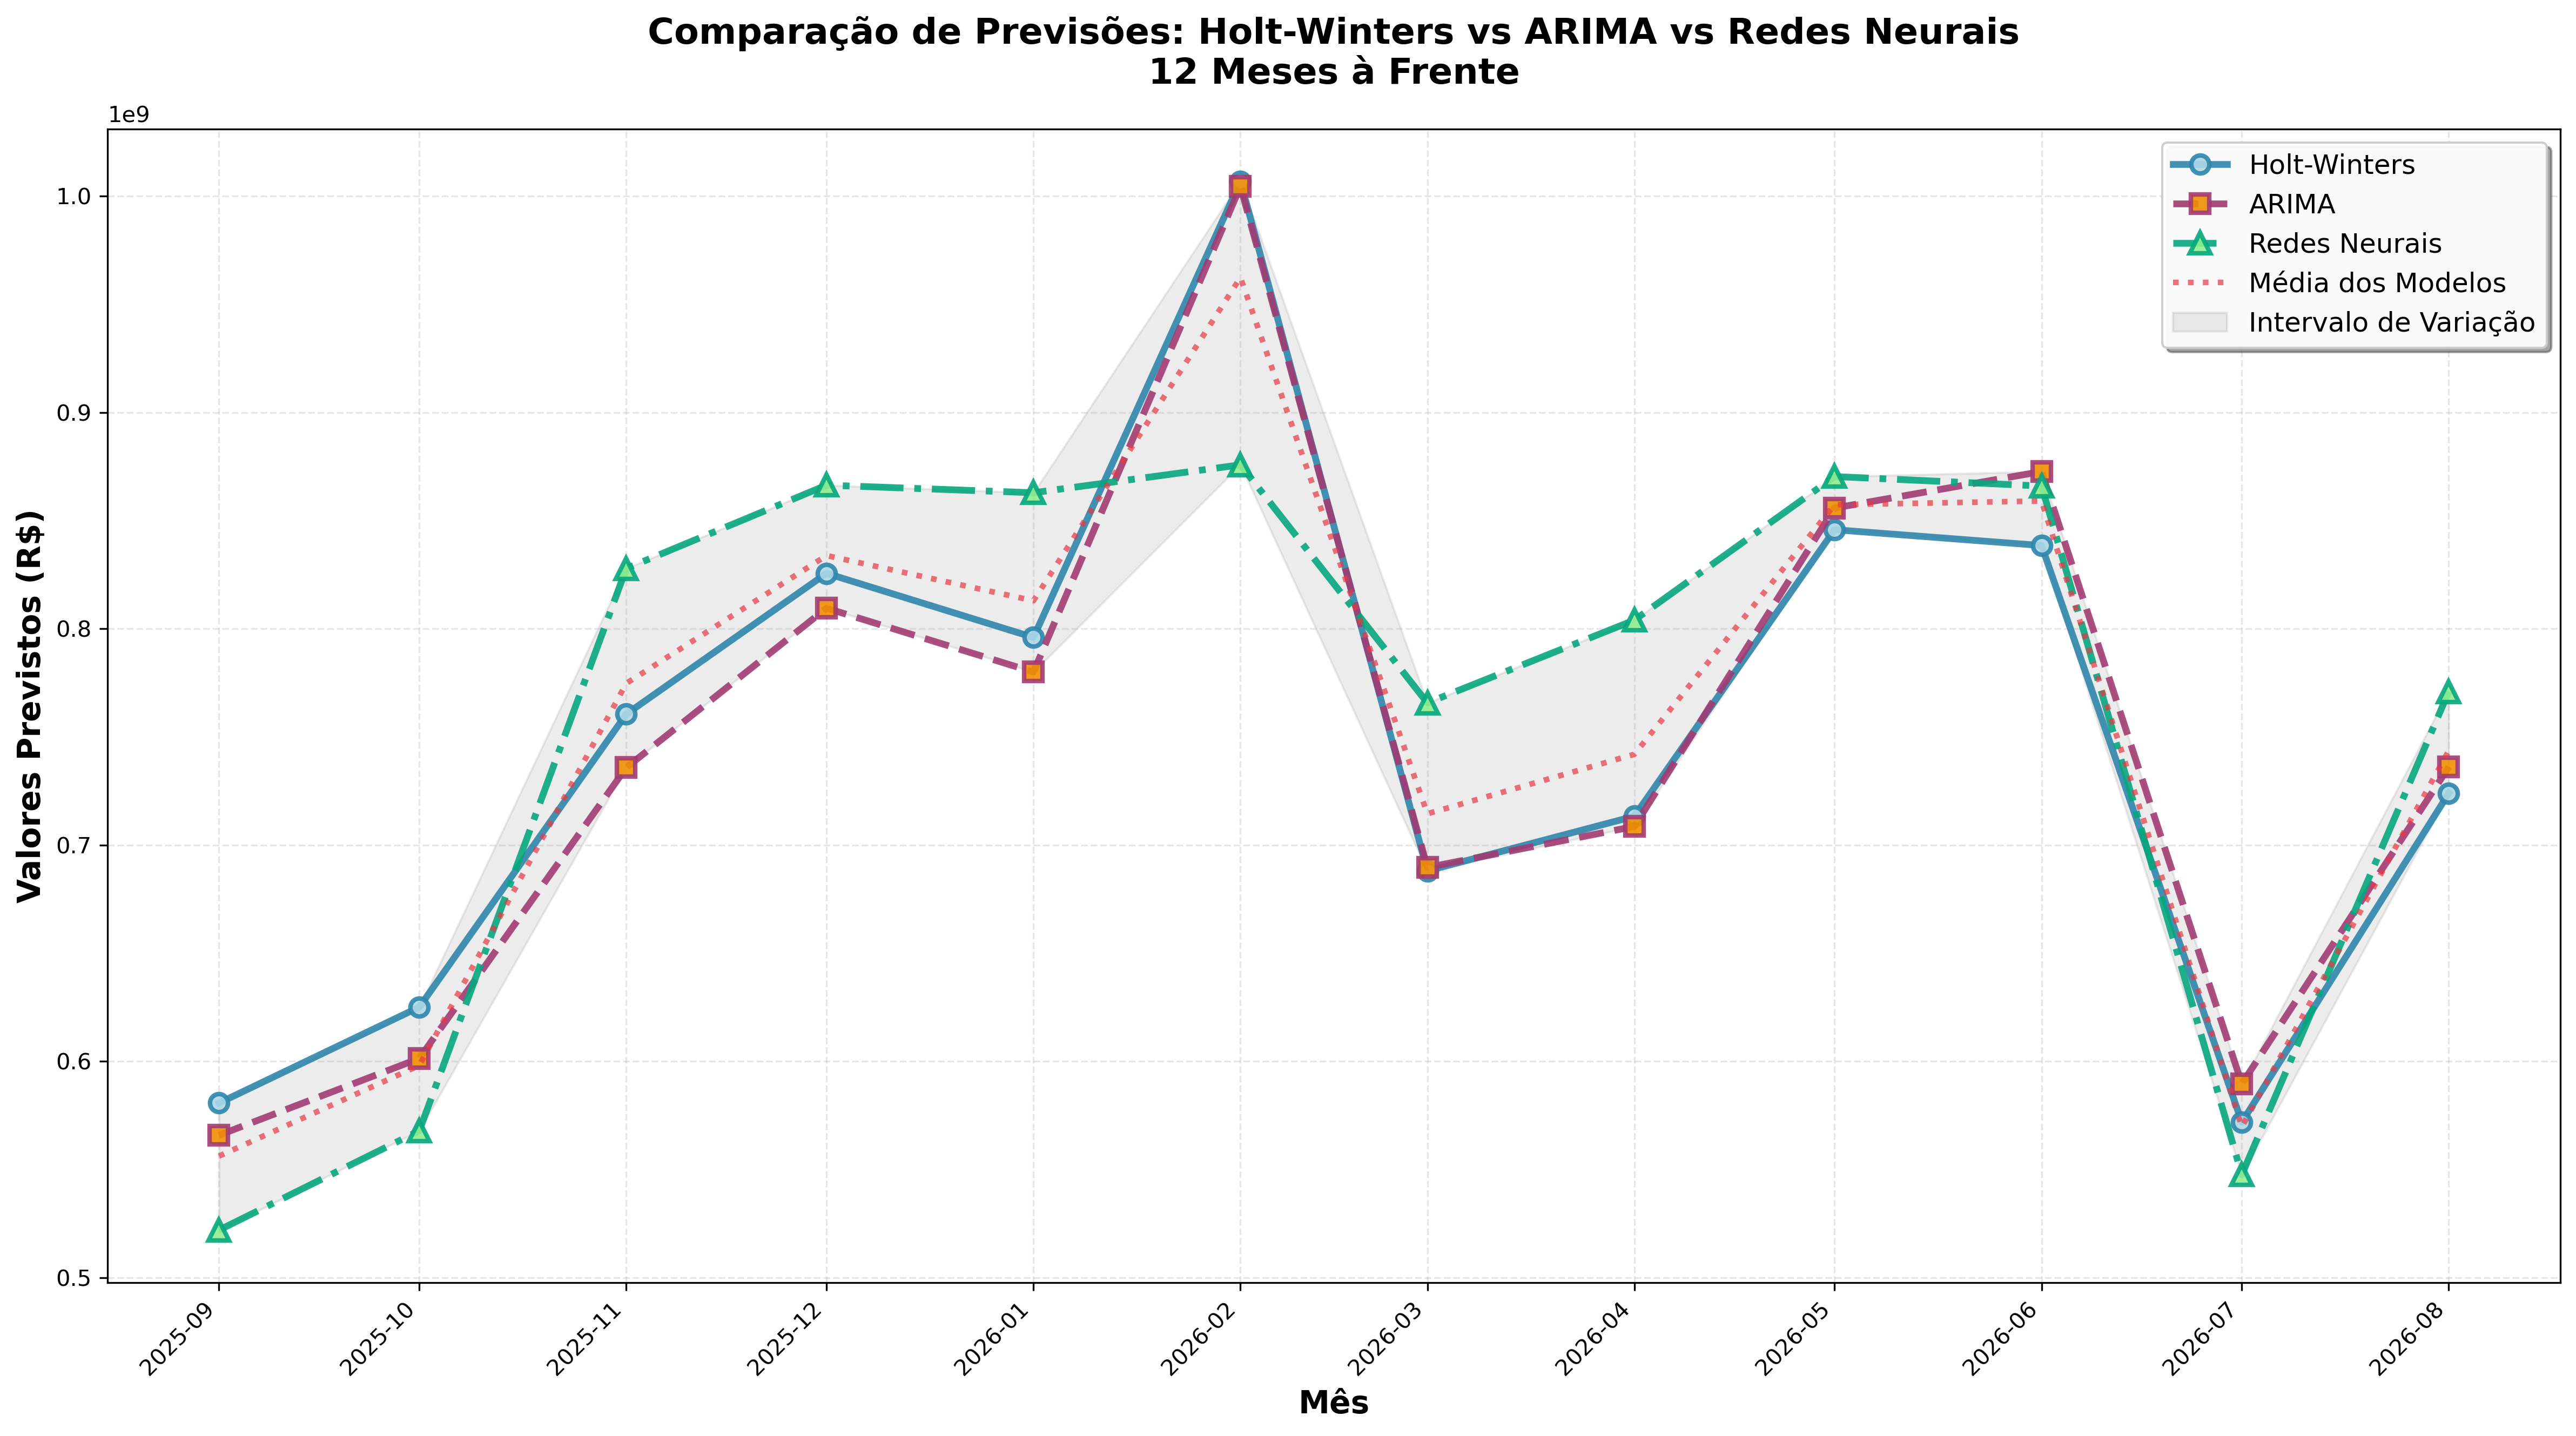 Comparação de Previsões: Holt-Winters vs ARIMA vs Redes Neurais
12 Meses à Frente
1e9
Holt-Winters
ARIMA
Redes Neurais
Média dos Modelos
Intervalo de Variação
1.0
0.9
0.8
0.7
0.6
0.5
Valores Previstos (R$)
2025-09
2025-10
2025-11
2025-12
2026-01
2026-02
2026-03
2026-04
2026-05
2026-06
2026-07
2026-08
Mês